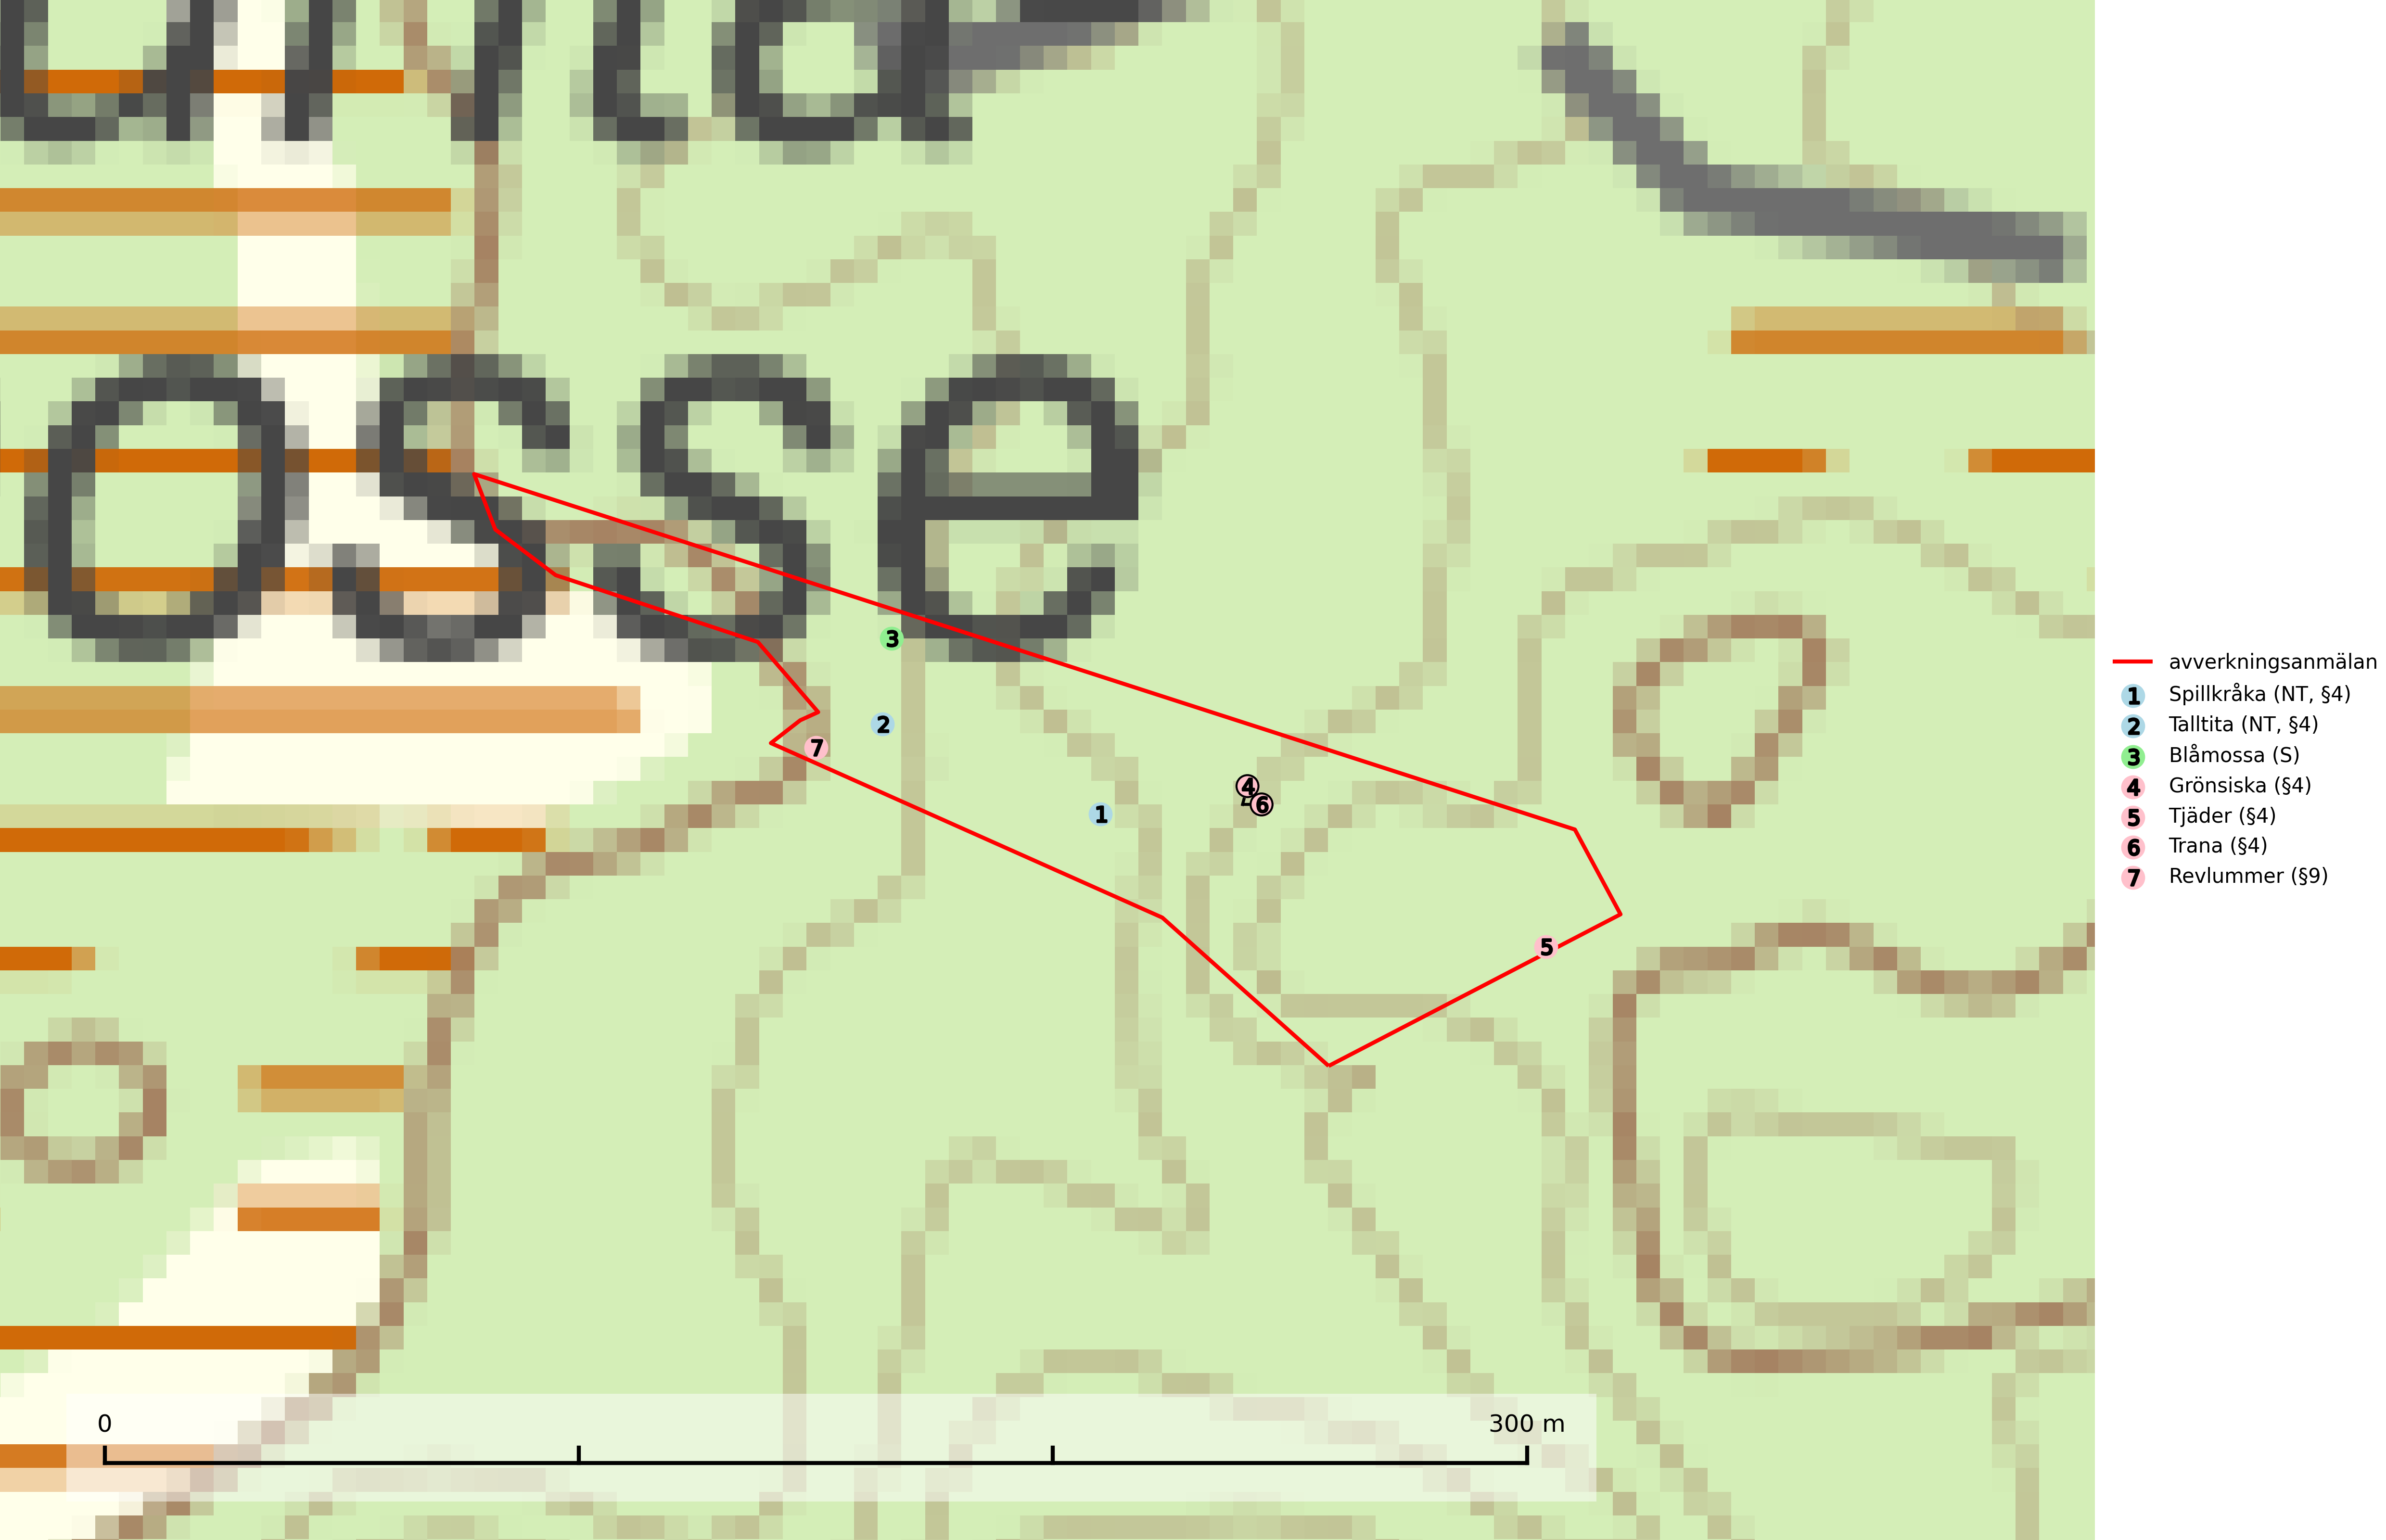 osse
3
2
7
4
6
1
5
avverkningsanmälan
1 Spillkråka (NT, §4)
2 Talltita (NT, §4)
3 Blåmossa (S)
4 Grönsiska (§4)
5 Tjäder (§4)
6 Trana (§4)
7 Revlummer (§9)
0 300 m